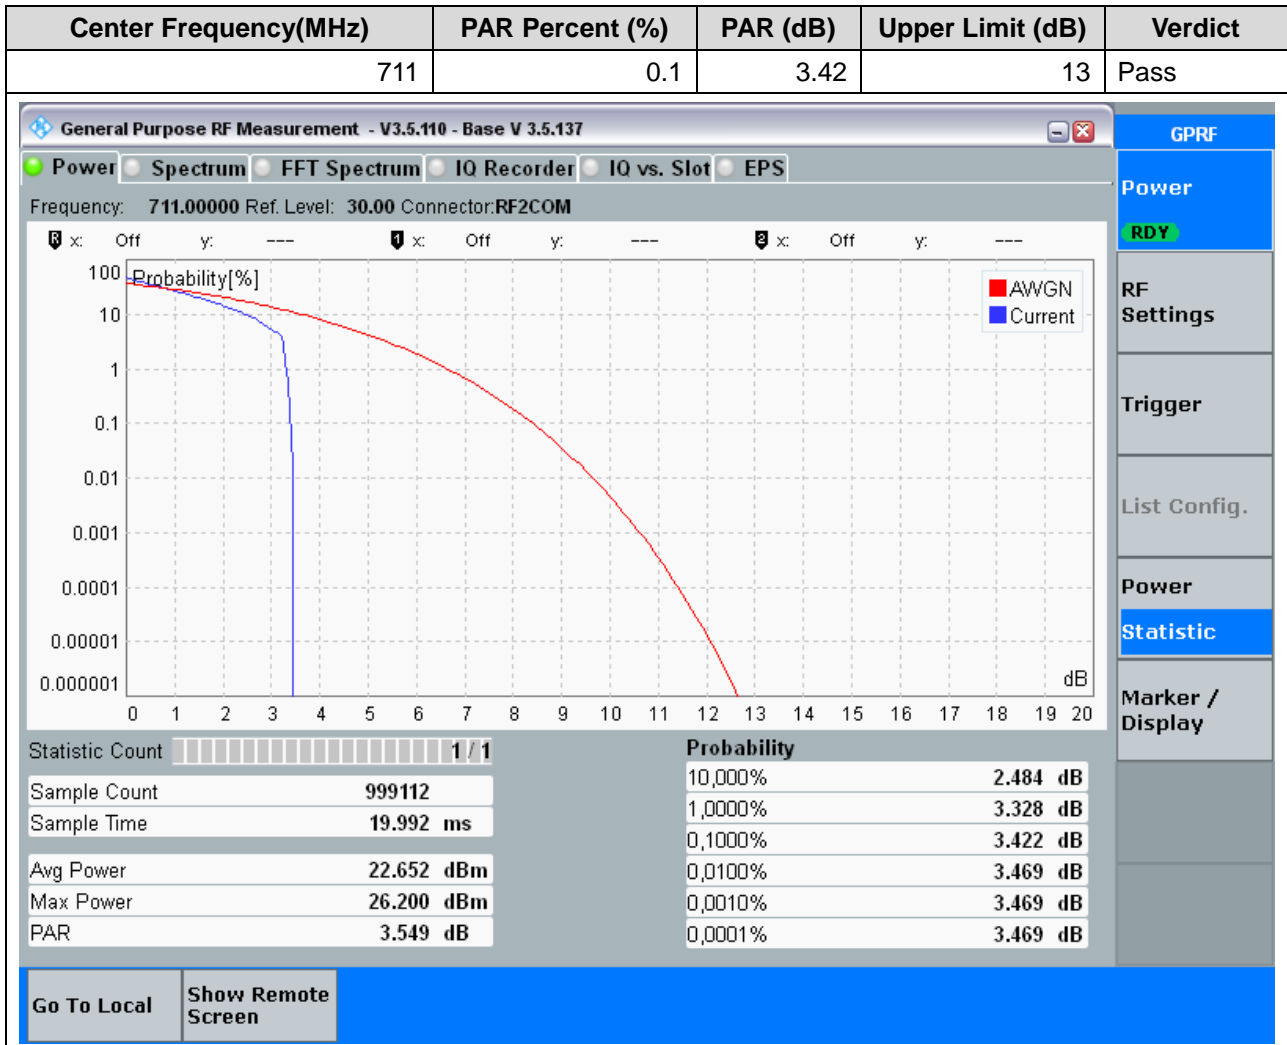 Center Frequency(MHz) PAR Percent (%) PAR (dB) Upper Limit (dB) Verdict
711 0.1 3.42 13 Pass
General Purpose RF Measurement - V3.5.110 - Base V 3.5.137
GPRF
Power Spectrum FFT Spectrum IQ Recorder IQ vs. Slot EPS
Power
RDY
Frequency: 711.00000 Ref. Level: 30.00 Connector:RF2COM
R x: Off y: --- 1 x: Off y: --- 2 x: Off y: ---
Probability[%]
AWGN
Current
100
10
1
0.1
0.01
0.001
0.0001
0.00001
0.000001
dB
0 1 2 3 4 5 6 7 8 9 10 11 12 13 14 15 16 17 18 19 20
RF
Settings
Trigger
List Config.
Power
Statistic
Marker /
Display
Statistic Count 1 / 1
Sample Count 999112
Sample Time 19.992 ms
Avg Power 22.652 dBm
Max Power 26.200 dBm
PAR 3.549 dB
Probability
10,000% 2.484 dB
1,0000% 3.328 dB
0,1000% 3.422 dB
0,0100% 3.469 dB
0,0010% 3.469 dB
0,0001% 3.469 dB
Go To Local
Show Remote
Screen